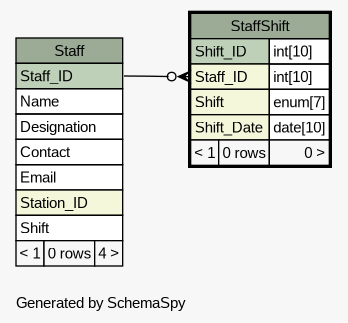 Staff
Staff_ID
Name
Designation
Contact
Email
Station_ID
Shift
< 1 0 rows 4 >
StaffShift
Shift_ID int[10]
Staff_ID int[10]
Shift enum[7]
Shift_Date date[10]
< 1 0 rows 0 >
Generated by SchemaSpy